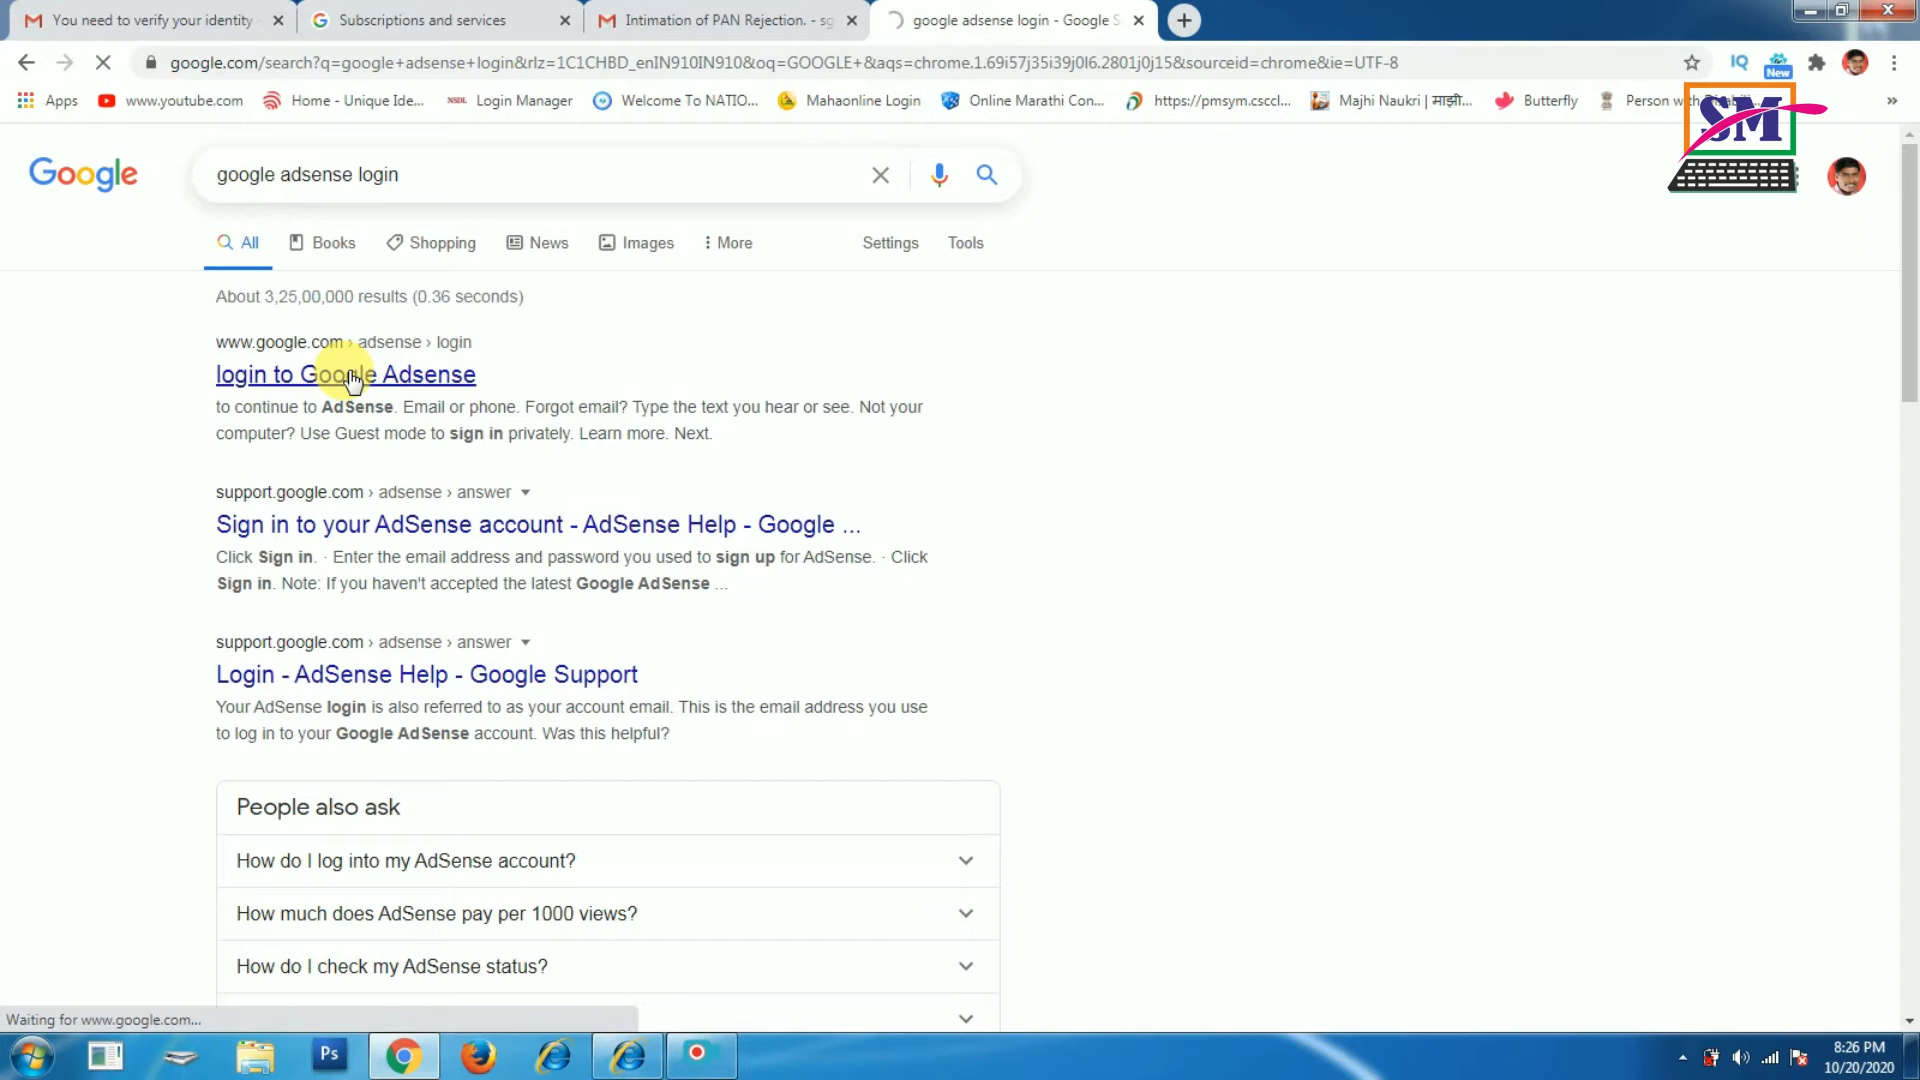 You need to verify your identity
Subscriptions and services
Intimation of PAN Rejection. - sg
google adsense login - Google S
google.com/search?q=google+adsense+login&rlz=1C1CHBD_enIN910IN910&oq=GOOGLE+&aqs=chrome.1.69i57j35i39j0l6.2801j0j15&sourceid=chrome&ie=UTF-8
IQ
New
Apps
www.youtube.com
Home - Unique Ide...
NSDL Login Manager
Welcome To NATIO...
Mahaonline Login
Online Marathi Con...
https://pmsym.csccl...
Majhi Naukri | माझी...
Butterfly
Person with
»
SM
Google
google adsense login
All
Books
Shopping
News
Images
More
Settings
Tools
About 3,25,00,000 results (0.36 seconds)
www.google.com › adsense › login
login to Google Adsense
to continue to AdSense. Email or phone. Forgot email? Type the text you hear or see. Not your
computer? Use Guest mode to sign in privately. Learn more. Next.
support.google.com › adsense › answer
Sign in to your AdSense account - AdSense Help - Google ...
Click Sign in. · Enter the email address and password you used to sign up for AdSense. · Click
Sign in. Note: If you haven't accepted the latest Google AdSense ...
support.google.com › adsense › answer
Login - AdSense Help - Google Support
Your AdSense login is also referred to as your account email. This is the email address you use
to log in to your Google AdSense account. Was this helpful?
People also ask
How do I log into my AdSense account?
How much does AdSense pay per 1000 views?
How do I check my AdSense status?
Waiting for www.google.com...
Ps
8:26 PM
10/20/2020